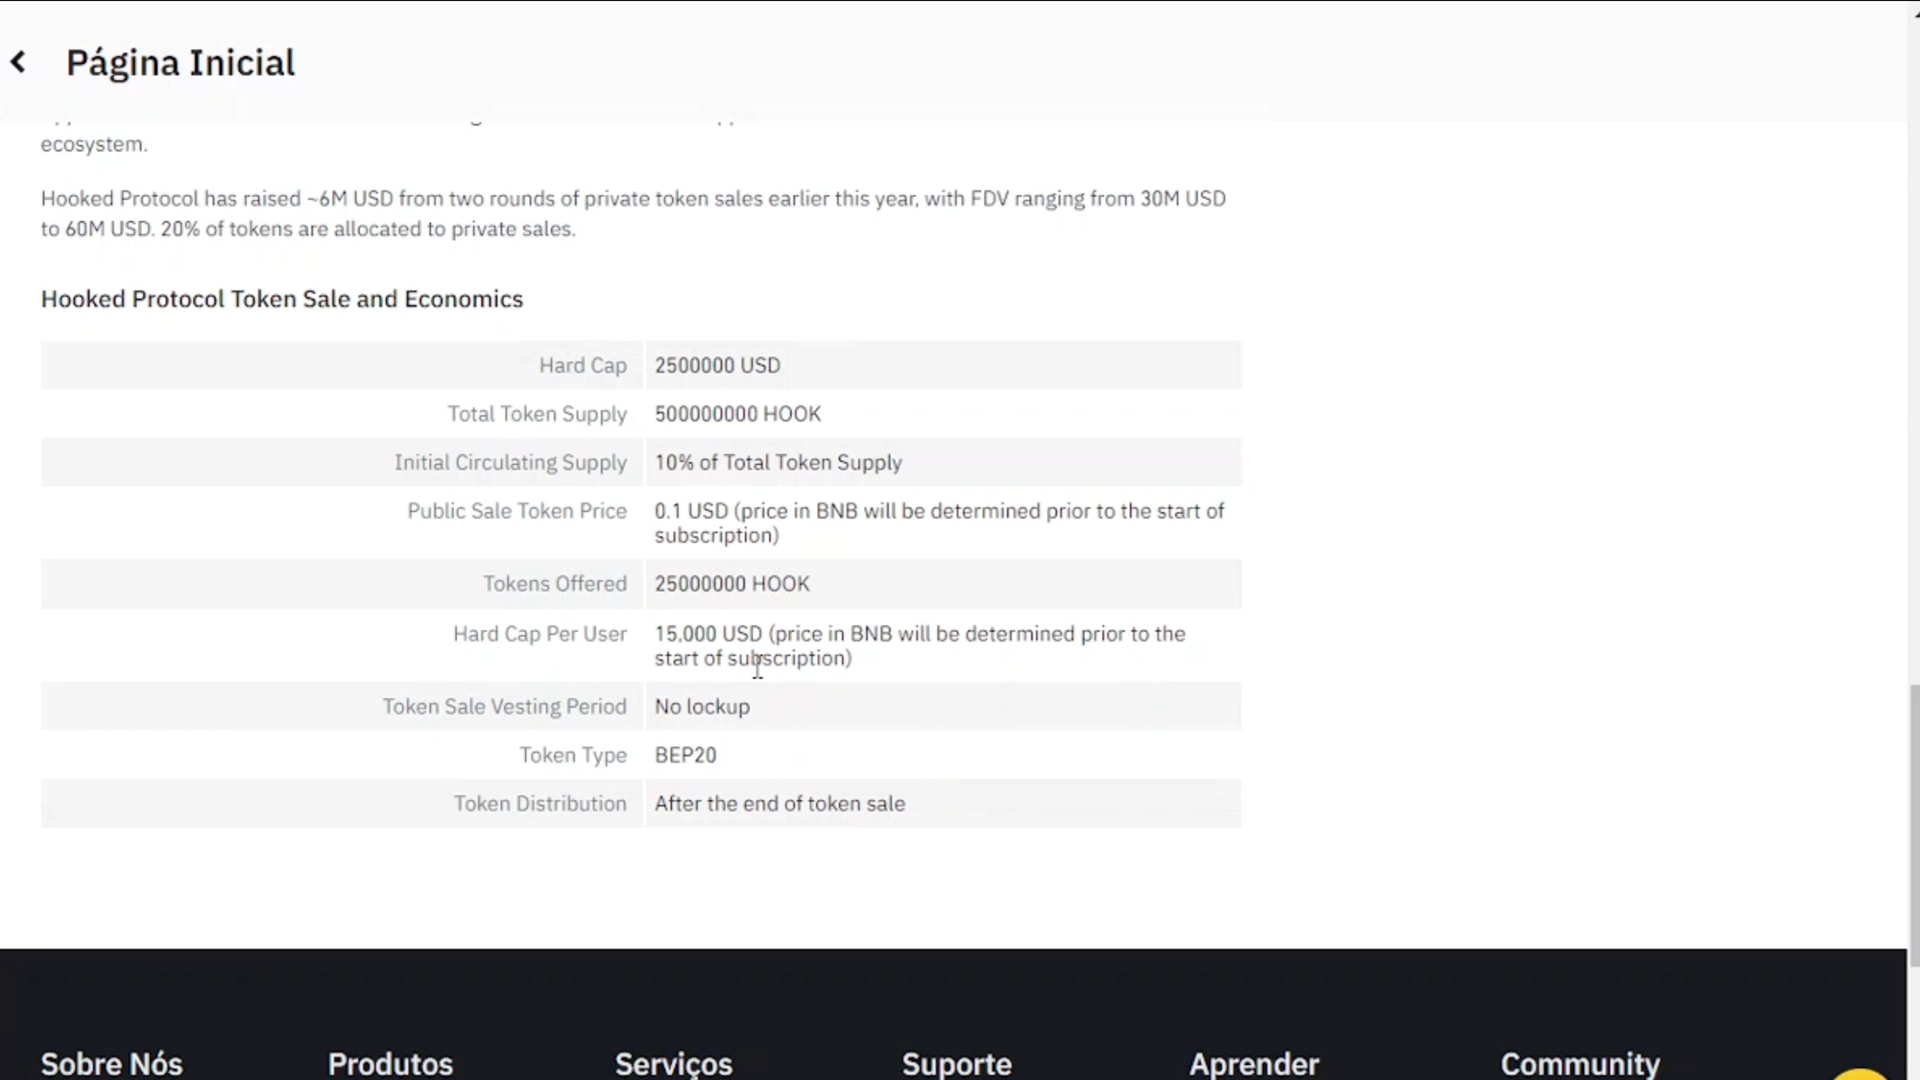 Página Inicial
ecosystem.
Hooked Protocol has raised ~6M USD from two rounds of private token sales earlier this year, with FDV ranging from 30M USD
to 60M USD. 20% of tokens are allocated to private sales.
Hooked Protocol Token Sale and Economics
Hard Cap 2500000 USD
Total Token Supply 500000000 HOOK
Initial Circulating Supply 10% of Total Token Supply
Public Sale Token Price 0.1 USD (price in BNB will be determined prior to the start of
subscription)
Tokens Offered 25000000 HOOK
Hard Cap Per User 15,000 USD (price in BNB will be determined prior to the
start of subscription)
Token Sale Vesting Period No lockup
Token Type BEP20
Token Distribution After the end of token sale
Sobre Nós Produtos Serviços Suporte Aprender Community